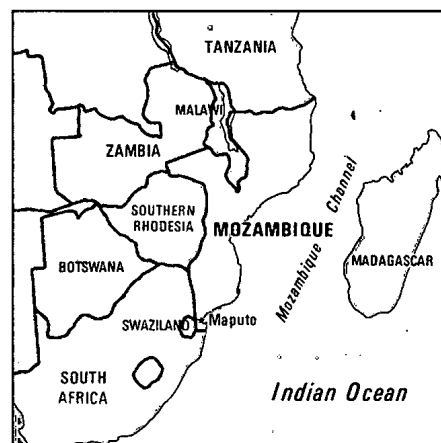 TANZANIA
MALAWI
ZAMBIA
SOUTHERN
RHODESIA
MOZAMBIQUE
Mozambique Channel
MADAGASCAR
BOTSWANA
SWAZILAND
Maputo
SOUTH
AFRICA
Indian Ocean